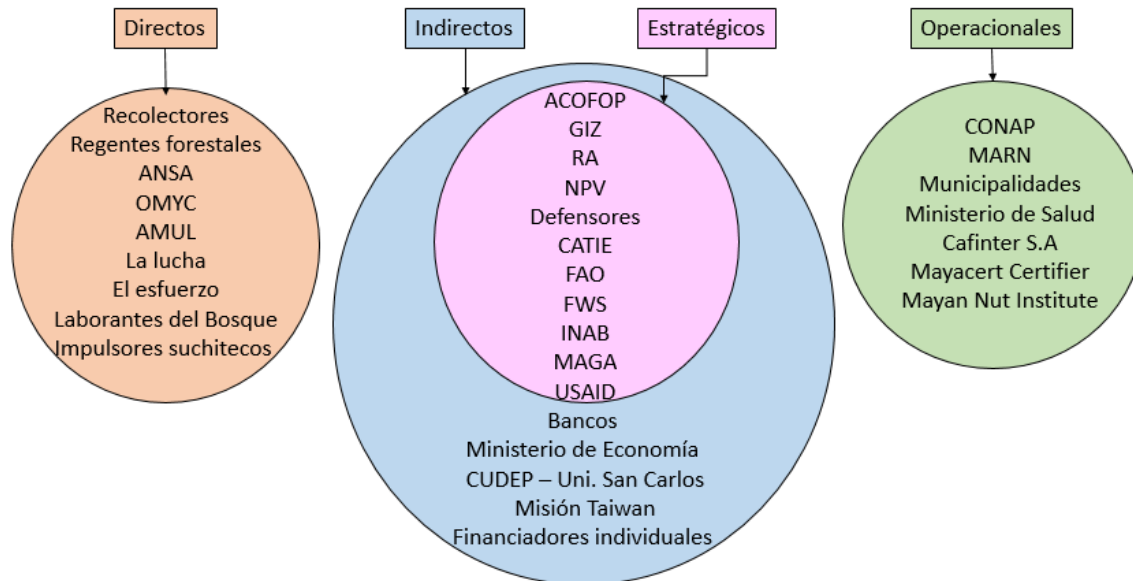 Directos
Recolectores
Regentes forestales
ANSA
OMYC
AMUL
La lucha
El esfuerzo
Laborantes del Bosque
Impulsores suchitecos
Indirectos
Estratégicos
ACOFOP
GIZ
RA
NPV
Defensores
CATIE
FAO
FWS
INAB
MAGA
USAID
Bancos
Ministerio de Economía
CUDEP – Uni. San Carlos
Misión Taiwan
Financiadores individuales
Operacionales
CONAP
MARN
Municipalidades
Ministerio de Salud
Cafinter S.A
Mayacert Certifier
Mayan Nut Institute